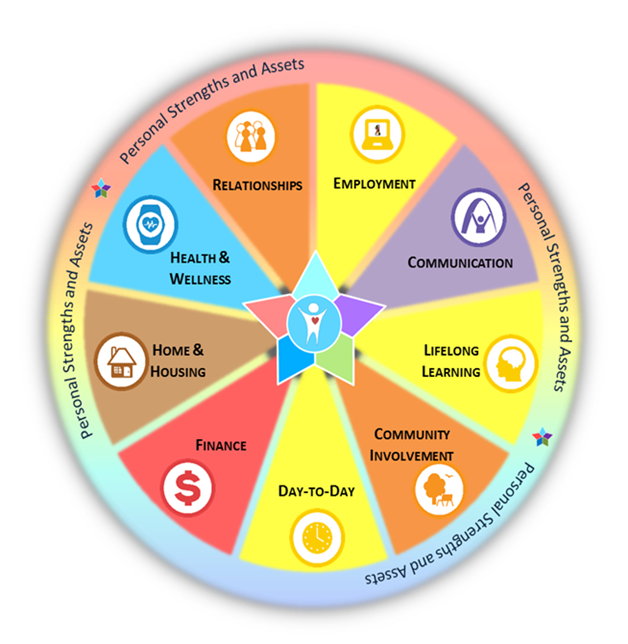 Personal Strengths and Assets
Personal Strengths and Assets
Personal Strengths and Assets
Personal Strengths and Assets
RELATIONSHIPS
EMPLOYMENT
COMMUNICATION
LIFELONG
LEARNING
COMMUNITY
INVOLVEMENT
DAY-TO-DAY
FINANCE
HOME &
HOUSING
HEALTH &
WELLNESS
$